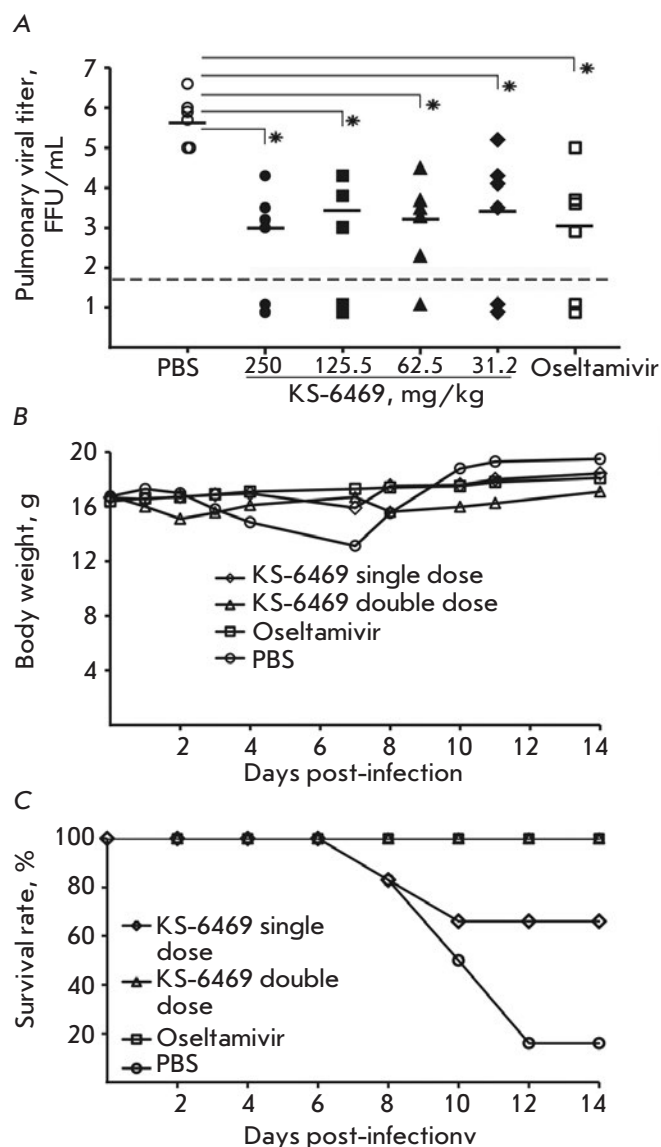 A
Pulmonary viral titer,
FFU/mL
7
6
5
4
3
2
1
* * * * *
PBS 250 125.5 62.5 31.2 Oseltamivir
KS-6469, mg/kg
B
Body weight, g
20
16
12
8
4
KS-6469 single dose
KS-6469 double dose
Oseltamivir
PBS
2 4 6 8 10 12 14
Days post-infection
C
Survival rate, %
100
80
60
40
20
KS-6469 single
dose
KS-6469 double
dose
Oseltamivir
PBS
2 4 6 8 10 12 14
Days post-infectionv